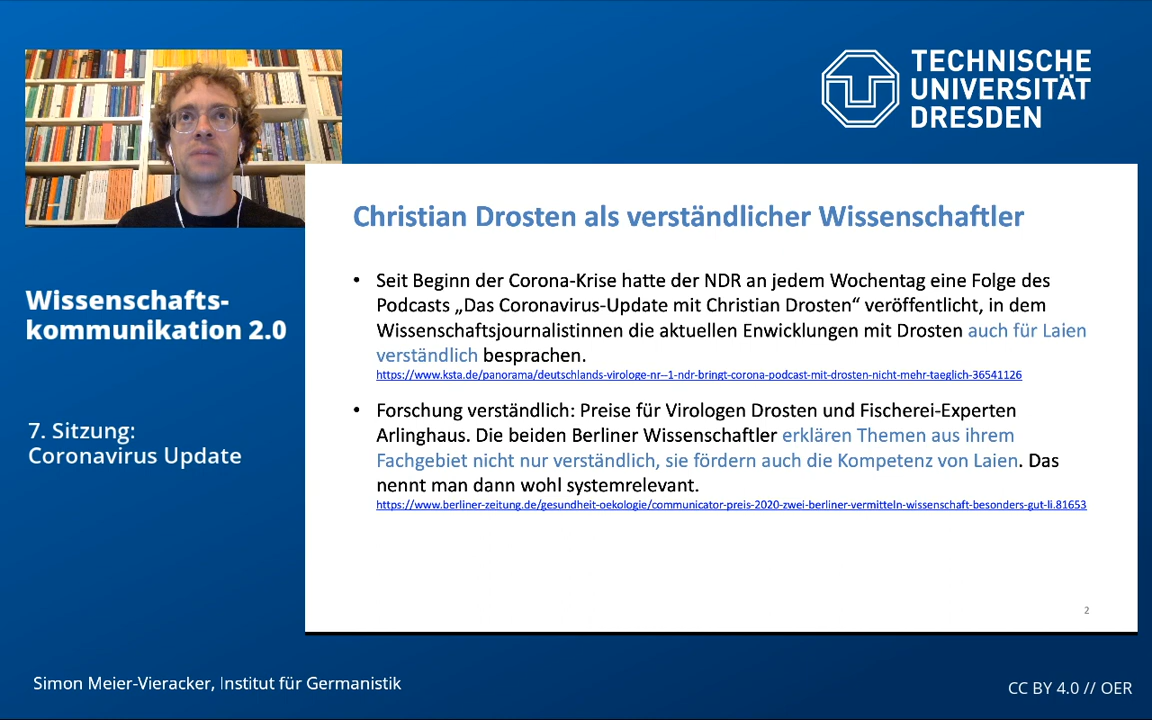 TECHNISCHE
UNIVERSITÄT
DRESDEN
Christian Drosten als verständlicher Wissenschaftler
• Seit Beginn der Corona-Krise hatte der NDR an jedem Wochentag eine Folge des
Podcasts „Das Coronavirus-Update mit Christian Drosten“ veröffentlicht, in dem
Wissenschaftsjournalistinnen die aktuellen Enwicklungen mit Drosten auch für Laien
verständlich besprachen.
https://www.ksta.de/panorama/deutschlands-virologe-nr--1-ndr-bringt-corona-podcast-mit-drosten-nicht-mehr-taeglich-36541126
• Forschung verständlich: Preise für Virologen Drosten und Fischerei-Experten
Arlinghaus. Die beiden Berliner Wissenschaftler erklären Themen aus ihrem
Fachgebiet nicht nur verständlich, sie fördern auch die Kompetenz von Laien. Das
nennt man dann wohl systemrelevant.
https://www.berliner-zeitung.de/gesundheit-oekologie/communicator-preis-2020-zwei-berliner-vermitteln-wissenschaft-besonders-gut-li.81653
2
Wissenschafts-
kommunikation 2.0
7. Sitzung:
Coronavirus Update
Simon Meier-Vieracker, Institut für Germanistik
CC BY 4.0 // OER